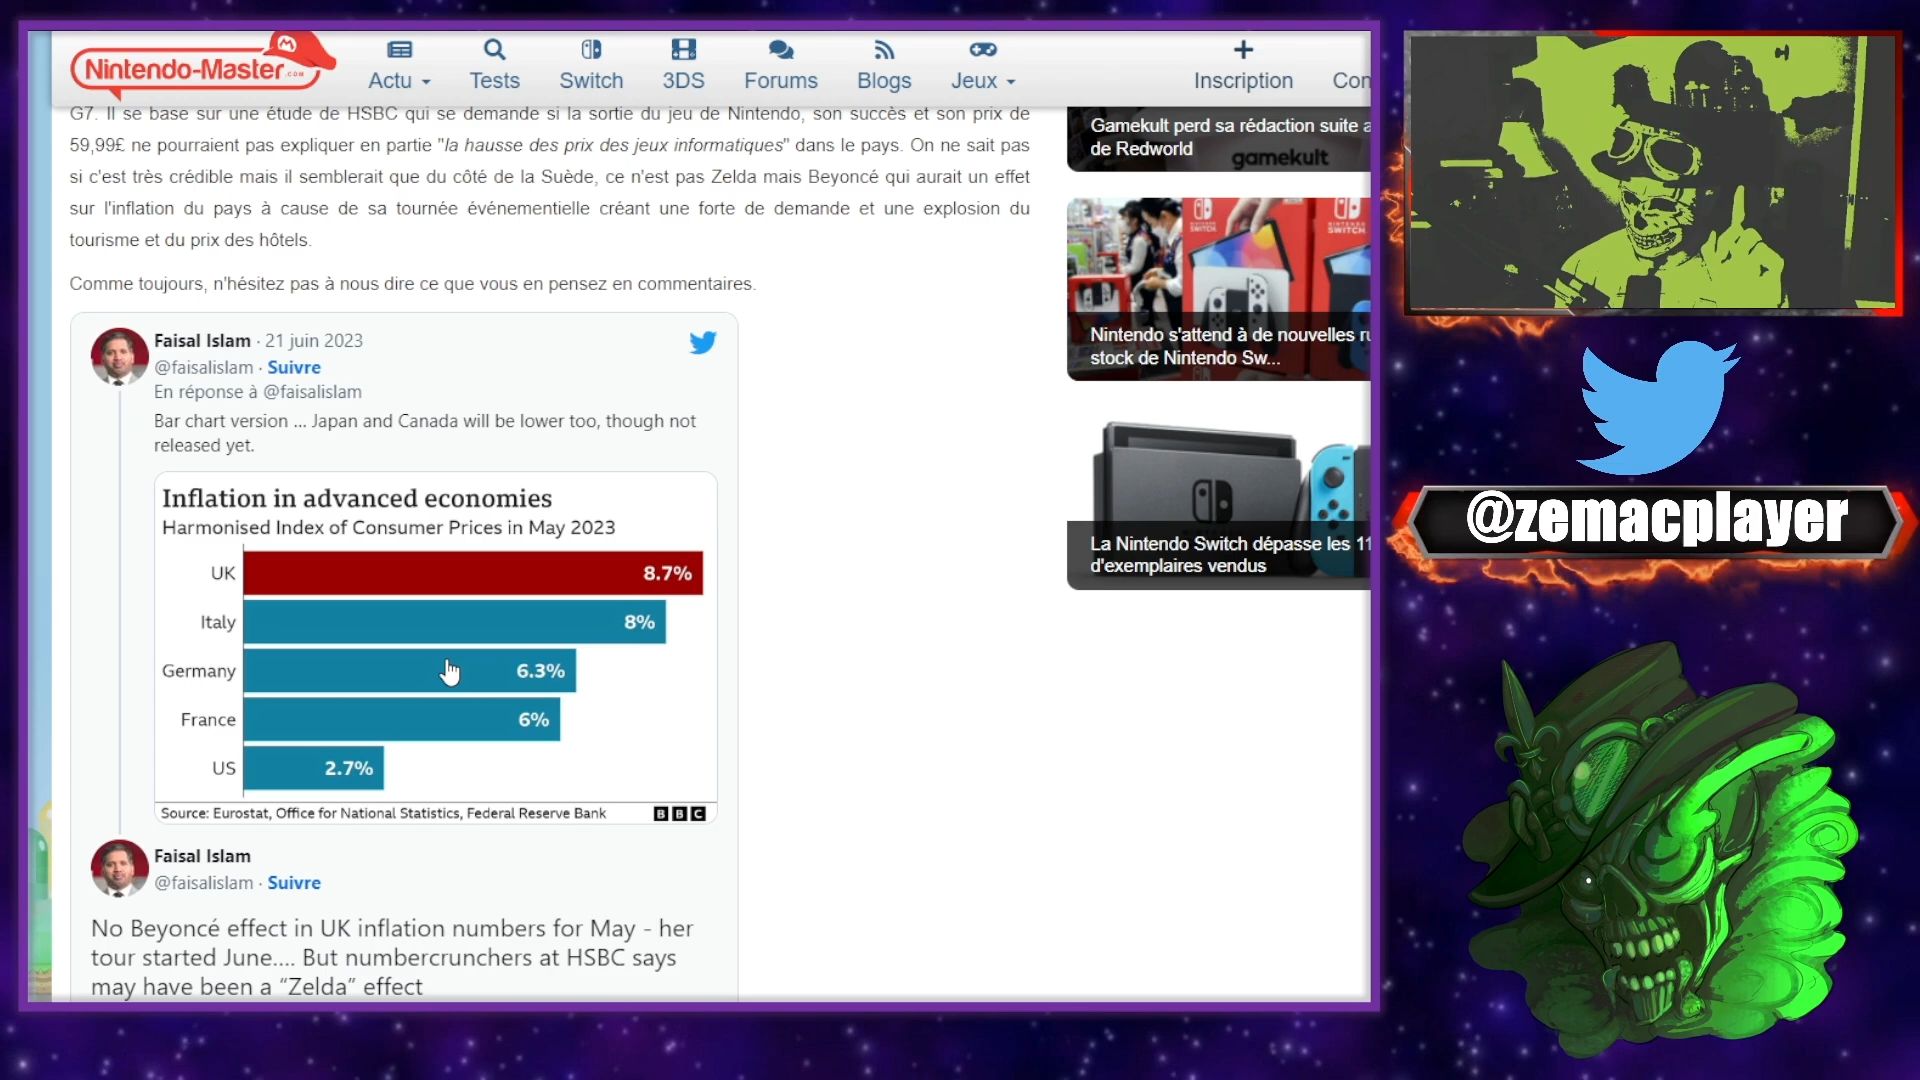 Nintendo-Master.com
Actu
Tests
Switch
3DS
Forums
Blogs
Jeux
Inscription
Con
G7. Il se base sur une étude de HSBC qui se demande si la sortie du jeu de Nintendo, son succès et son prix de
59,99£ ne pourraient pas expliquer en partie "la hausse des prix des jeux informatiques" dans le pays. On ne sait pas
si c'est très crédible mais il semblerait que du côté de la Suède, ce n'est pas Zelda mais Beyoncé qui aurait un effet
sur l'inflation du pays à cause de sa tournée événementielle créant une forte de demande et une explosion du
tourisme et du prix des hôtels.
Comme toujours, n'hésitez pas à nous dire ce que vous en pensez en commentaires.
Faisal Islam · 21 juin 2023
@faisalislam · Suivre
En réponse à @faisalislam
Bar chart version ... Japan and Canada will be lower too, though not
released yet.
Inflation in advanced economies
Harmonised Index of Consumer Prices in May 2023
UK 8.7%
Italy 8%
Germany 6.3%
France 6%
US 2.7%
Source: Eurostat, Office for National Statistics, Federal Reserve Bank
BBC
Faisal Islam
@faisalislam · Suivre
No Beyoncé effect in UK inflation numbers for May - her
tour started June.... But numbercrunchers at HSBC says
may have been a “Zelda” effect
Gamekult perd sa rédaction suite a
de Redworld
gamekult
NINTENDO
SWITCH
NINTENDO
SWITCH
Nintendo s'attend à de nouvelles ru
stock de Nintendo Sw...
La Nintendo Switch dépasse les 11
d'exemplaires vendus
@zemacplayer